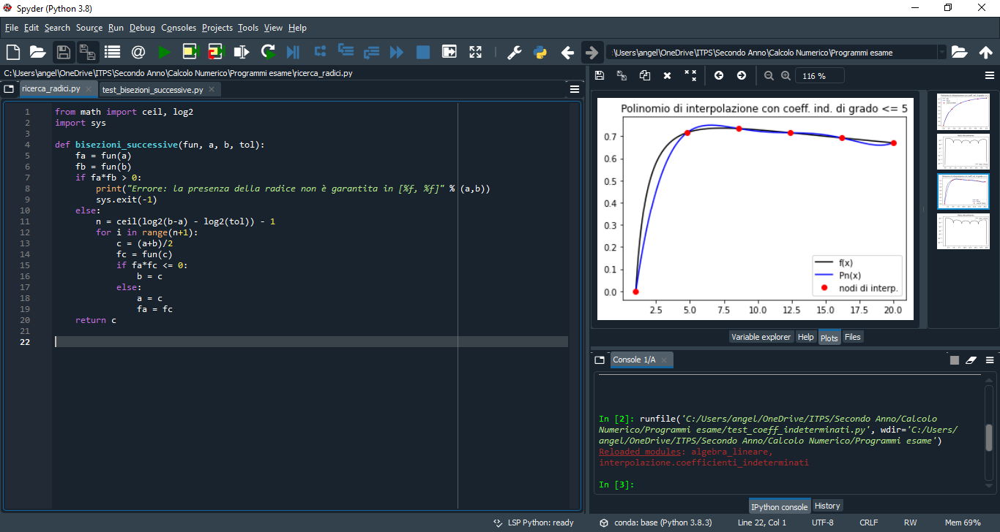 Spyder (Python 3.8)
File Edit Search Source Run Debug Consoles Projects Tools View Help
:\Users\angel\OneDrive\ITPS\Secondo Anno\Calcolo Numerico\Programmi esame
C:\Users\angel\OneDrive\ITPS\Secondo Anno\Calcolo Numerico\Programmi esame\ricerca_radici.py
ricerca_radici.py test_bisezioni_successive.py
1 from math import ceil, log2
2 import sys
3
4 def bisezioni_successive(fun, a, b, tol):
5 fa = fun(a)
6 fb = fun(b)
7 if fa*fb > 0:
8 print("Errore: la presenza della radice non è garantita in [%f, %f]" % (a,b))
9 sys.exit(-1)
10 else:
11 n = ceil(log2(b-a) - log2(tol)) - 1
12 for i in range(n+1):
13 c = (a+b)/2
14 fc = fun(c)
15 if fa*fc <= 0:
16 b = c
17 else:
18 a = c
19 fa = fc
20 return c
21
22
116 %
Polinomio di interpolazione con coeff. ind. di grado <= 5
0.7
0.6
0.5
0.4
0.3
0.2
0.1
0.0
f(x)
Pn(x)
nodi di interp.
2.5 5.0 7.5 10.0 12.5 15.0 17.5 20.0
Variable explorer Help Plots Files
Console 1/A
In [2]: runfile('C:/Users/angel/OneDrive/ITPS/Secondo Anno/Calcolo
Numerico/Programmi esame/test_coeff_indeterminati.py', wdir='C:/Users/
angel/OneDrive/ITPS/Secondo Anno/Calcolo Numerico/Programmi esame')
Reloaded modules: algebra_lineare,
interpolazione.coefficienti_indeterminati
In [3]:
IPython console History
LSP Python: ready conda: base (Python 3.8.3) Line 22, Col 1 UTF-8 CRLF RW Mem 69%